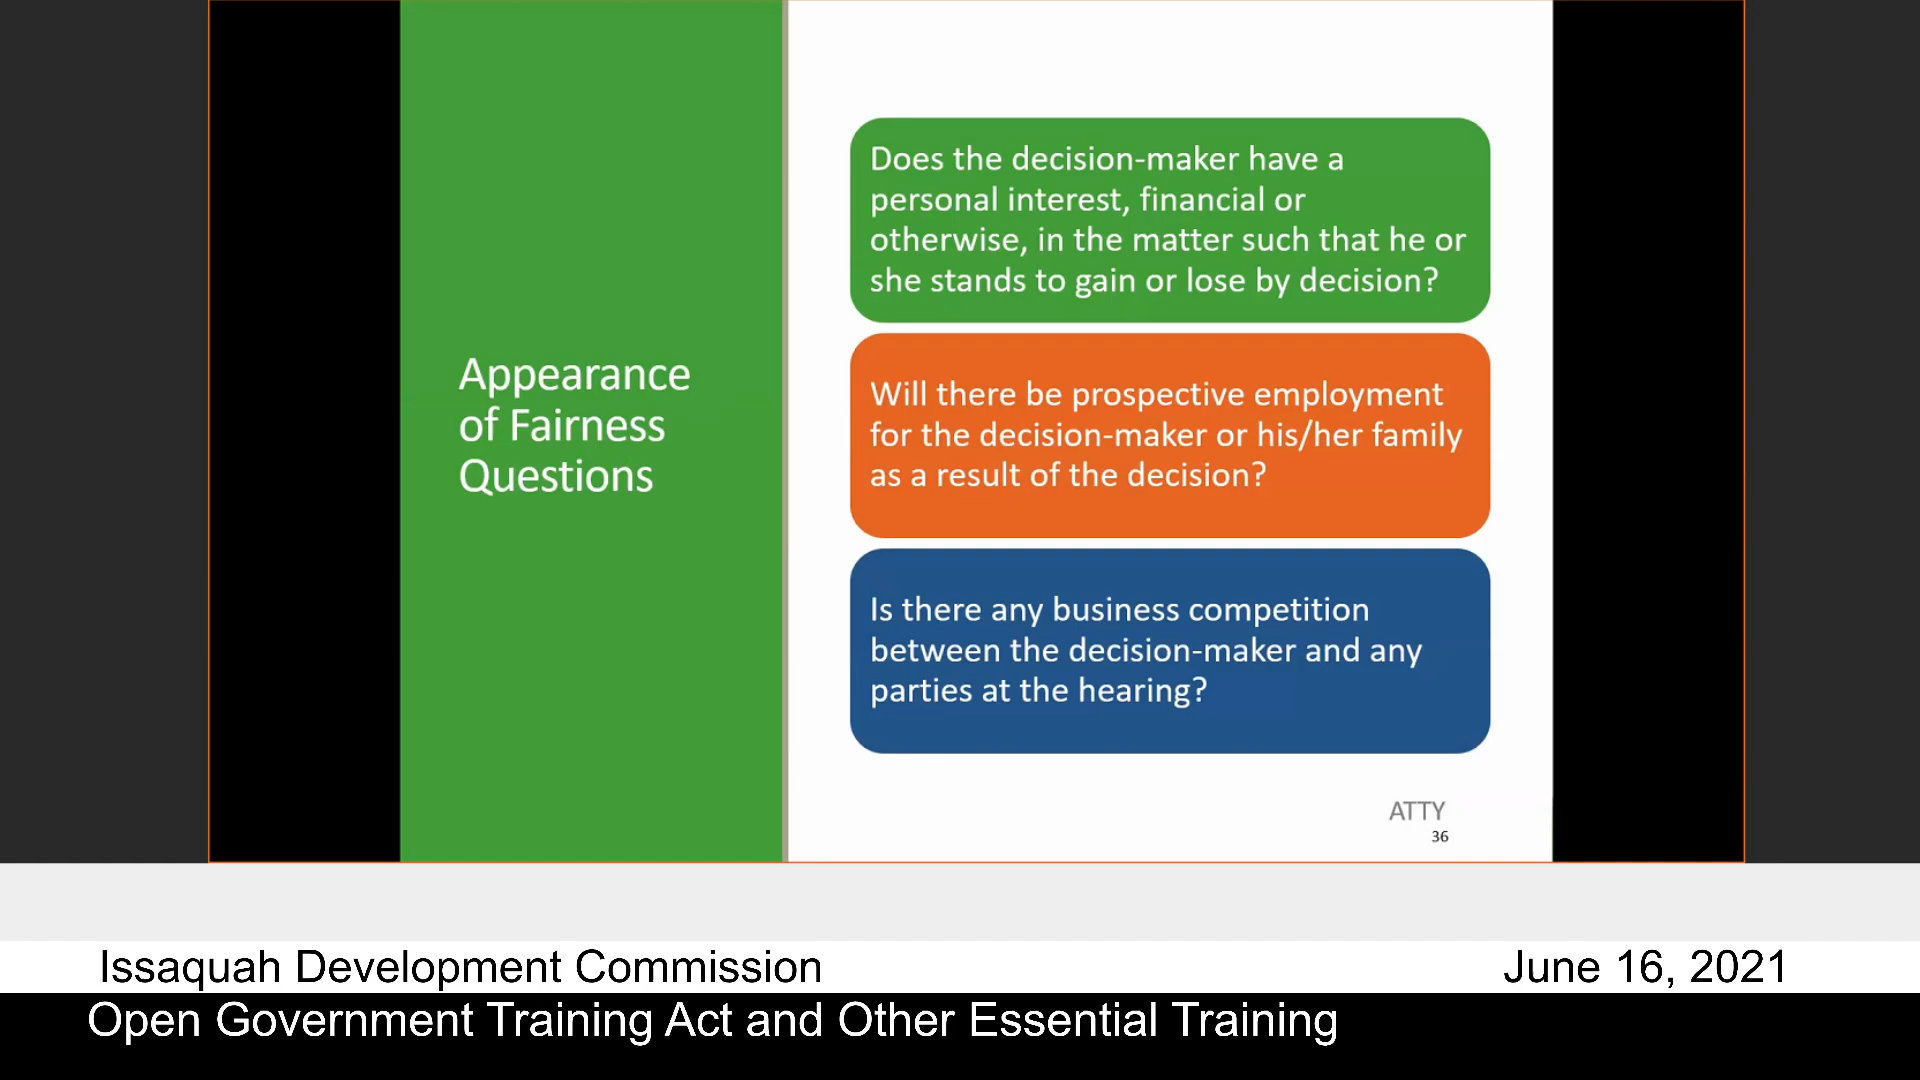 Appearance
of Fairness
Questions
Does the decision-maker have a
personal interest, financial or
otherwise, in the matter such that he or
she stands to gain or lose by decision?
Will there be prospective employment
for the decision-maker or his/her family
as a result of the decision?
Is there any business competition
between the decision-maker and any
parties at the hearing?
ATTY
36
Issaquah Development Commission
June 16, 2021
Open Government Training Act and Other Essential Training